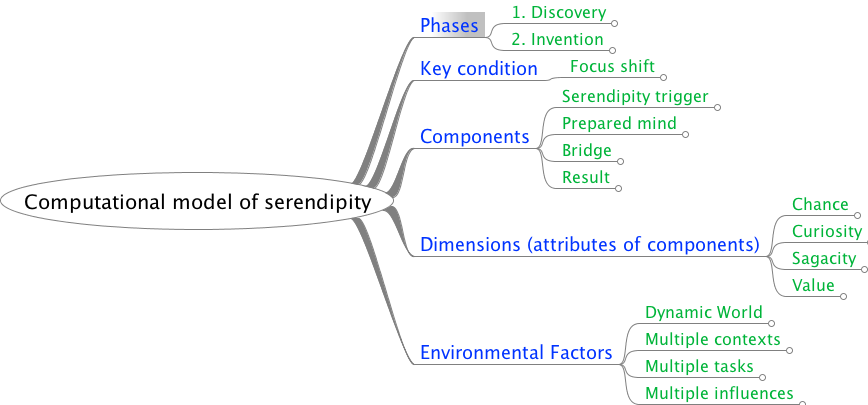 Computational model of serendipity
Phases
1. Discovery
2. Invention
Key condition
Focus shift
Components
Serendipity trigger
Prepared mind
Bridge
Result
Dimensions (attributes of components)
Chance
Curiosity
Sagacity
Value
Environmental Factors
Dynamic World
Multiple contexts
Multiple tasks
Multiple influences